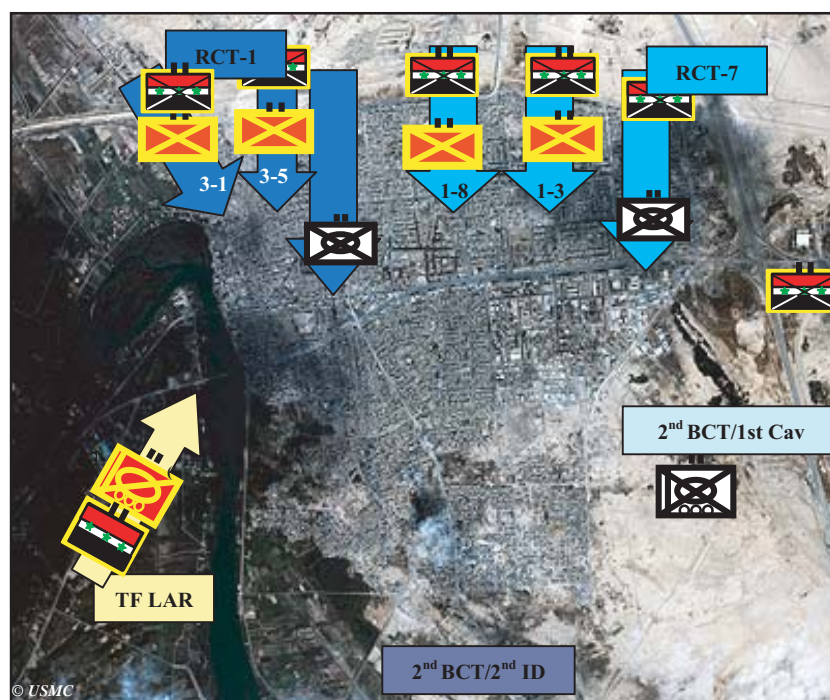 RCT-1
RCT-7
3-1
3-5
1-8
1-3
2nd BCT/1st Cav
TF LAR
2nd BCT/2nd ID
© USMC